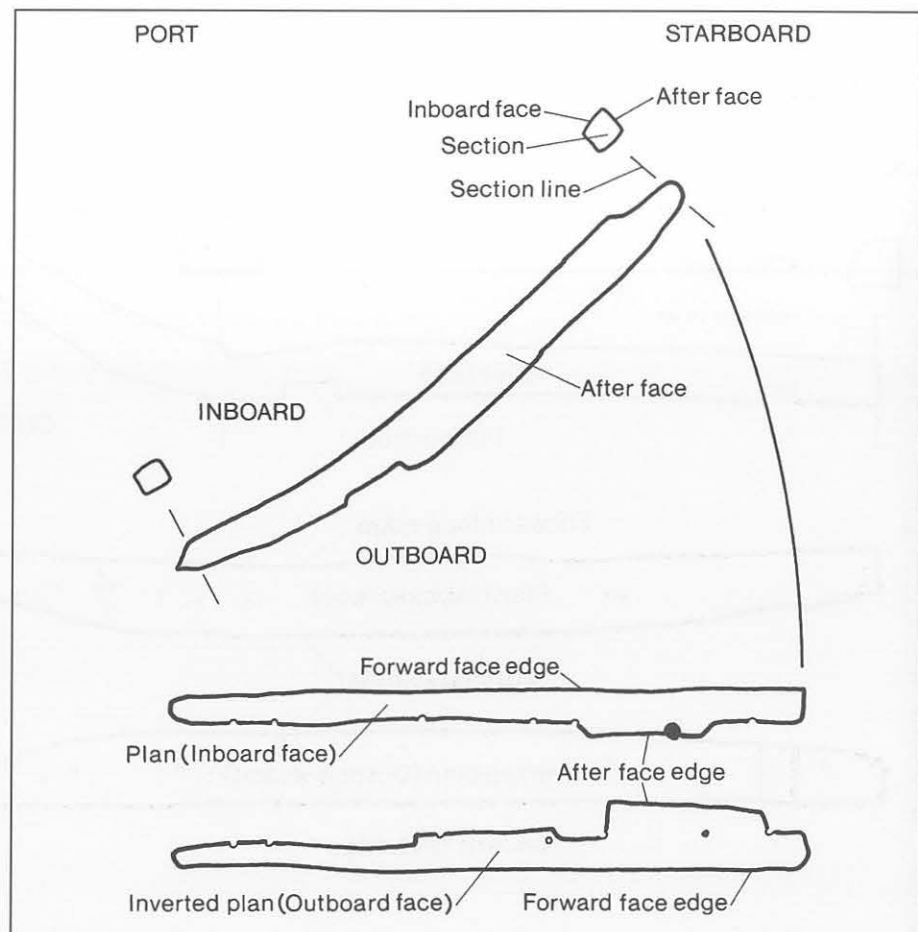 PORT
STARBOARD
Inboard face
After face
Section
Section line
After face
INBOARD
OUTBOARD
Forward face edge
Plan (Inboard face)
After face edge
Inverted plan (Outboard face)
Forward face edge